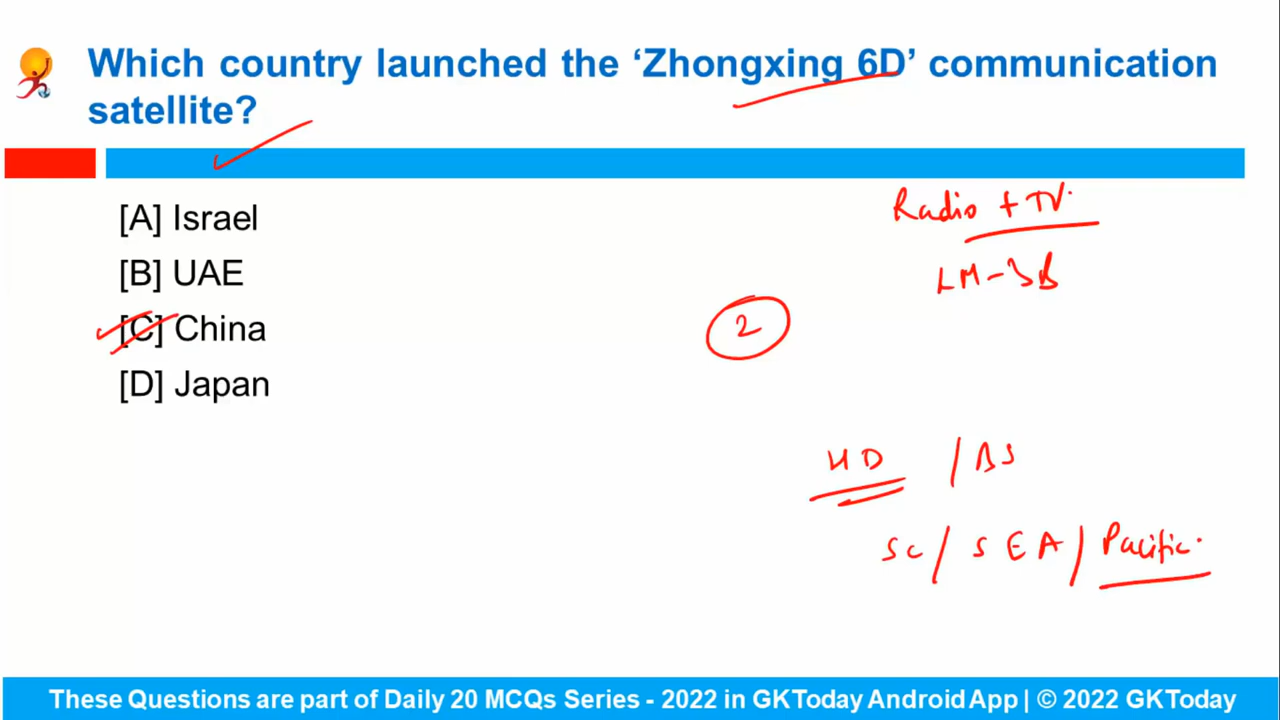 Which country launched the ‘Zhongxing 6D’ communication
satellite?
[A] Israel
[B] UAE
[C] China
[D] Japan
Radio + TV.
LM-3B
2
HD /
SC / SEA / Pacific.
These Questions are part of Daily 20 MCQs Series - 2022 in GKToday Android App | © 2022 GKToday